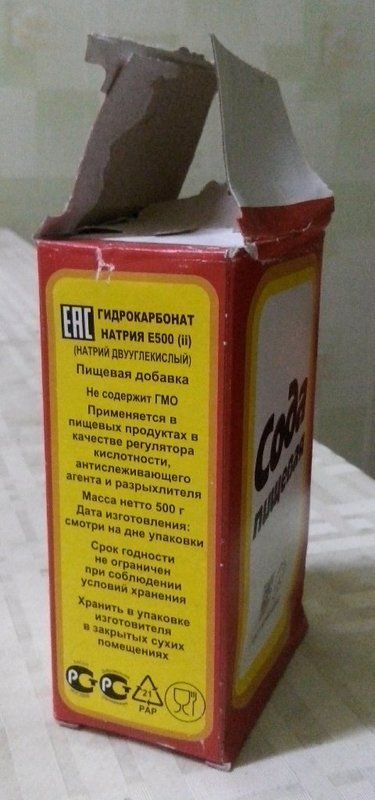 EAC
ГИДРОКАРБОНАТ
НАТРИЯ Е500 (ii)
(НАТРИЙ ДВУУГЛЕКИСЛЫЙ)
Пищевая добавка
Не содержит ГМО
Применяется в
пищевых продуктах в
качестве регулятора
кислотности,
антислеживающего
агента и разрыхлителя
Масса нетто 500 г
Дата изготовления:
смотри на дне упаковки
Срок годности
не ограничен
при соблюдении
условий хранения
Хранить в упаковке
изготовителя
в закрытых сухих
помещениях
21
PAP
Сода
пищевая